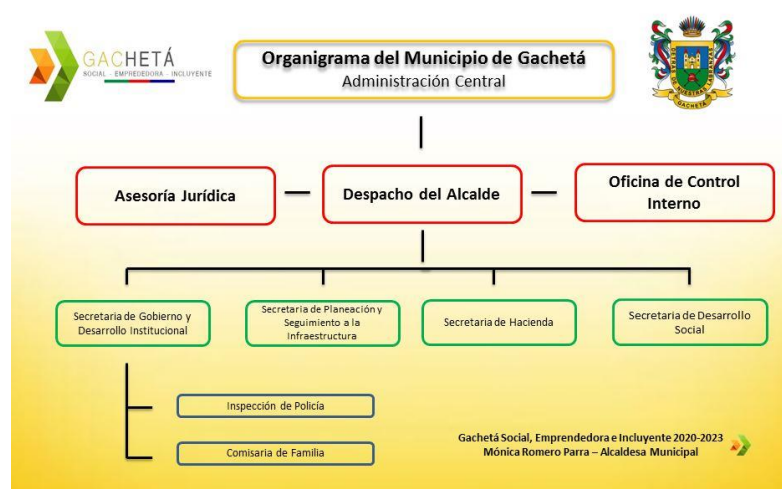 GACHETÁ
SOCIAL - EMPRENDEDORA - INCLUYENTE
Organigrama del Municipio de Gachetá
Administración Central
GACHETÁ
Asesoría Jurídica
Despacho del Alcalde
Oficina de Control
Interno
Secretaria de Gobierno y
Desarrollo Institucional
Secretaria de Planeación y
Seguimiento a la
Infraestructura
Secretaria de Hacienda
Secretaria de Desarrollo
Social
Inspección de Policía
Comisaria de Familia
Gachetá Social, Emprendedora e Incluyente 2020-2023
Mónica Romero Parra – Alcaldesa Municipal